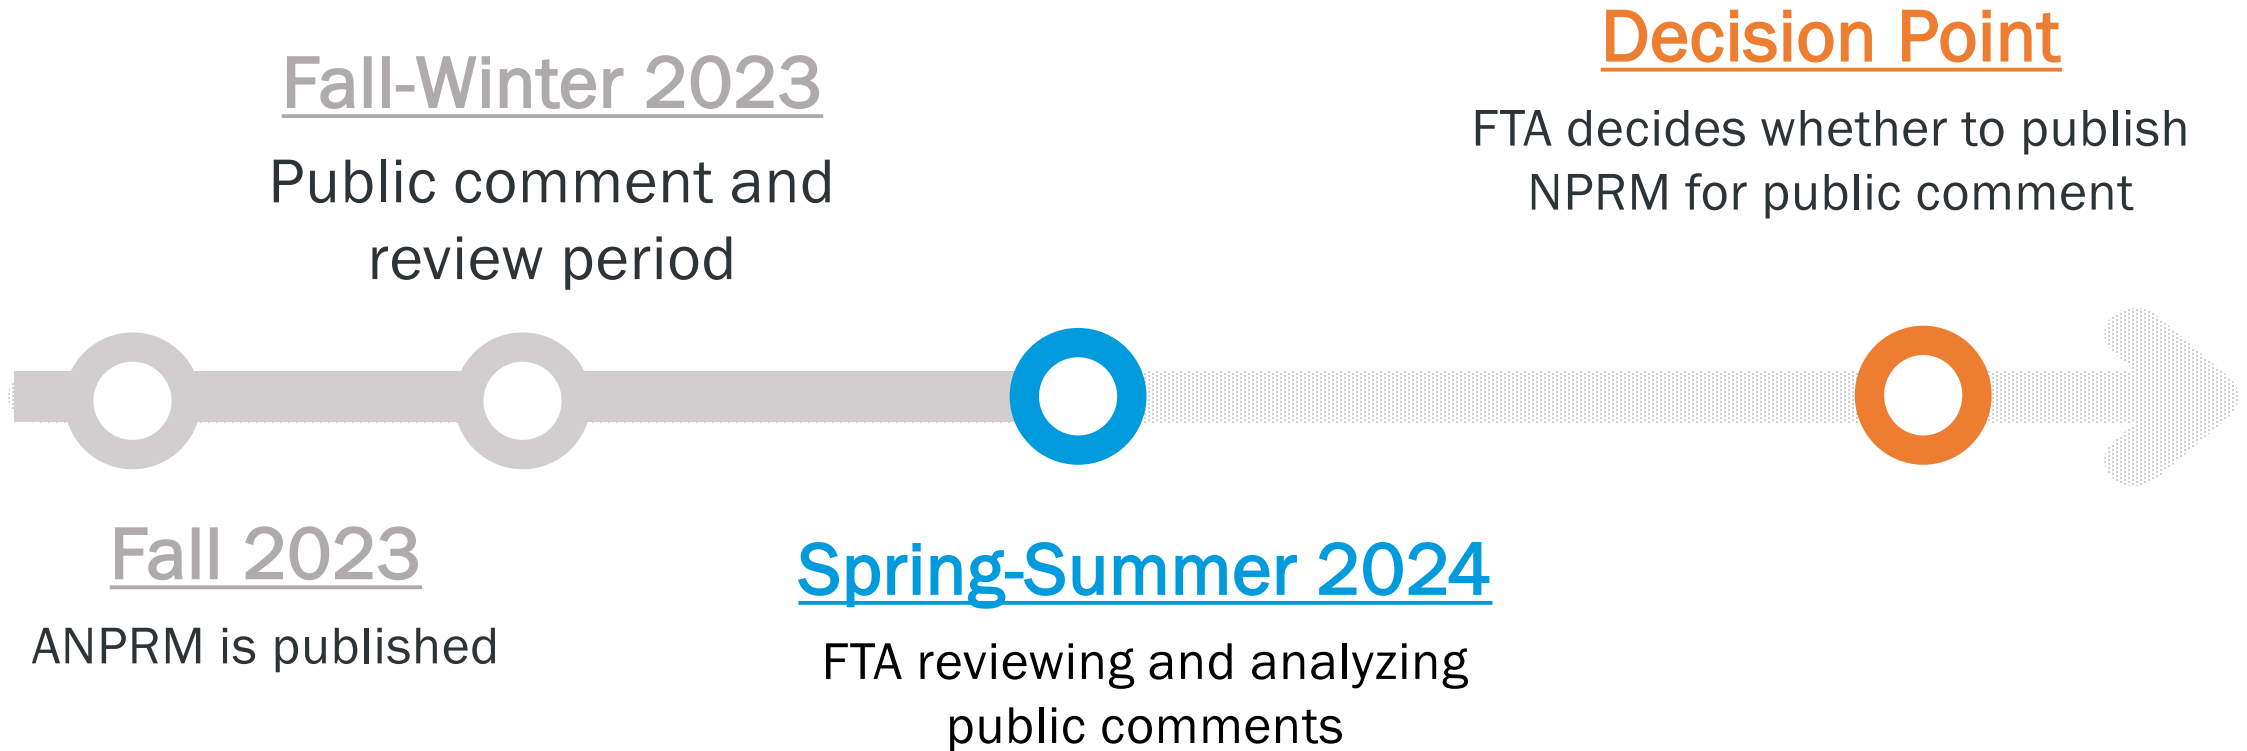 Fall 2023
ANPRM is published
Fall-Winter 2023
Public comment and
review period
Spring-Summer 2024
FTA reviewing and analyzing
public comments
Decision Point
FTA decides whether to publish
NPRM for public comment